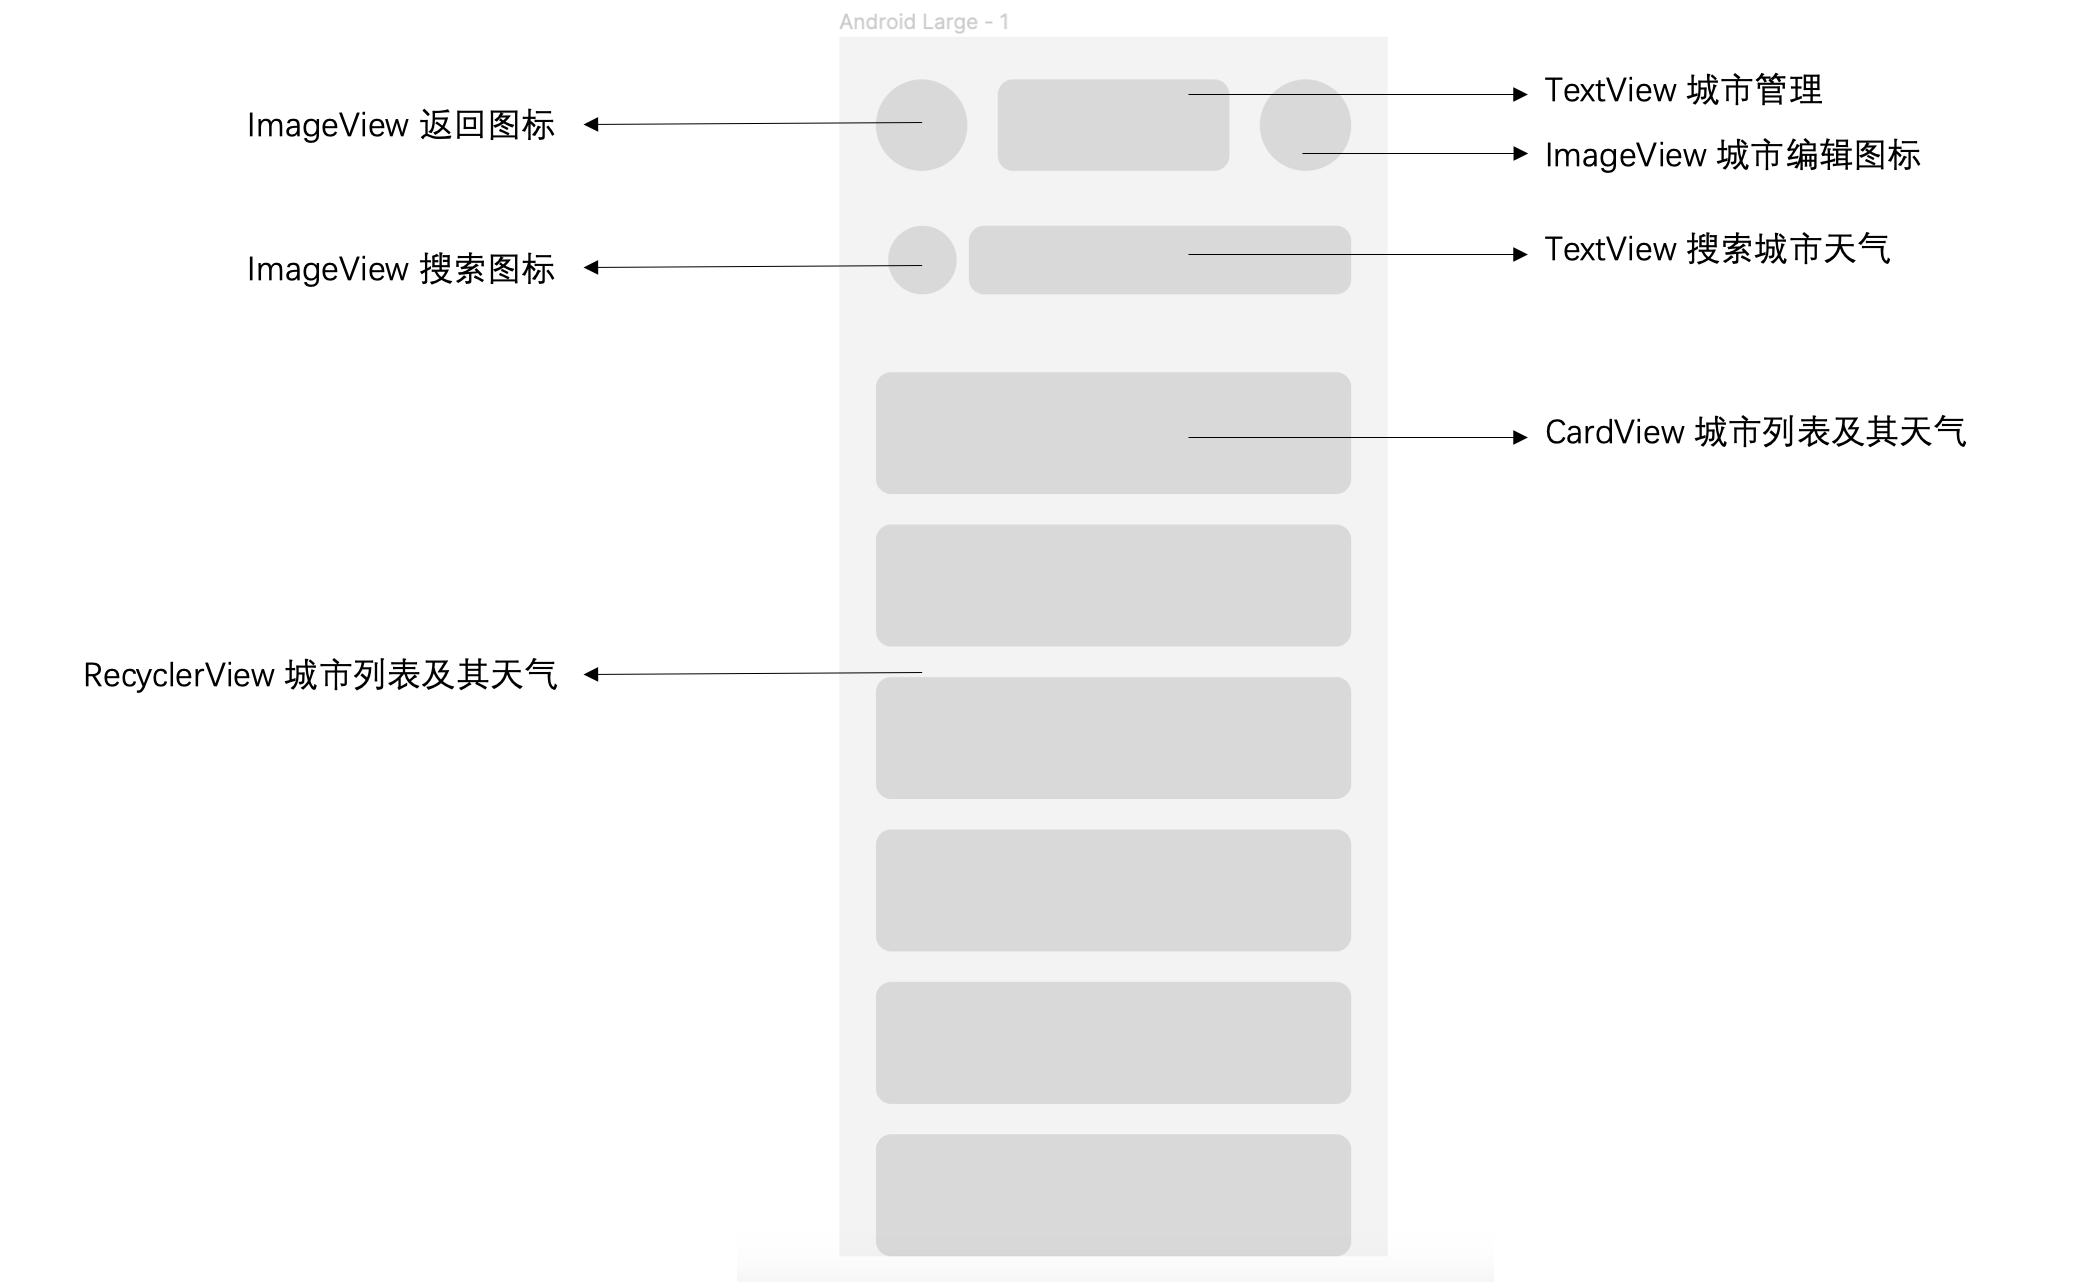 Android Large - 1
TextView 城市管理
ImageView 返回图标
ImageView 城市编辑图标
TextView 搜索城市天气
ImageView 搜索图标
CardView 城市列表及其天气
RecyclerView 城市列表及其天气